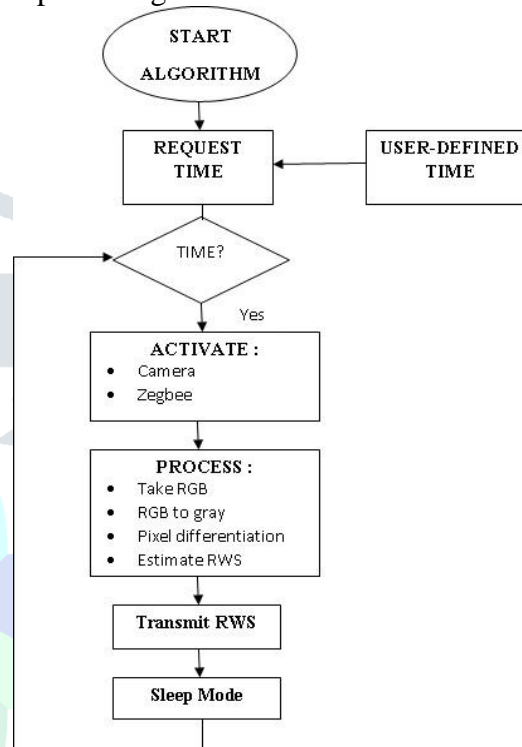 START
ALGORITHM
REQUEST
TIME
USER-DEFINED
TIME
TIME?
Yes
ACTIVATE :
• Camera
• Zegbee
PROCESS :
• Take RGB
• RGB to gray
• Pixel differentiation
• Estimate RWS
Transmit RWS
Sleep Mode